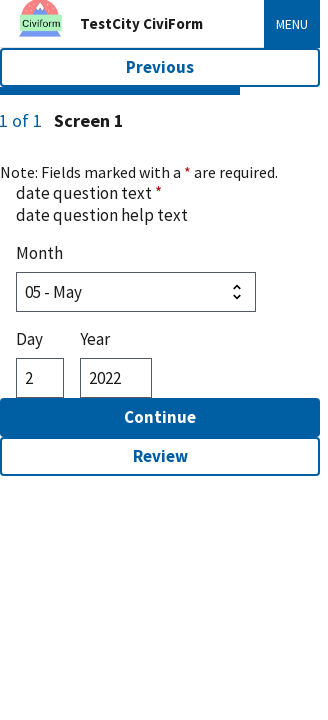 Civiform
TestCity CiviForm
MENU
Previous
1 of 1 Screen 1
Note: Fields marked with a * are required.
date question text *
date question help text
Month
05 - May
Day Year
2 2022
Continue
Review